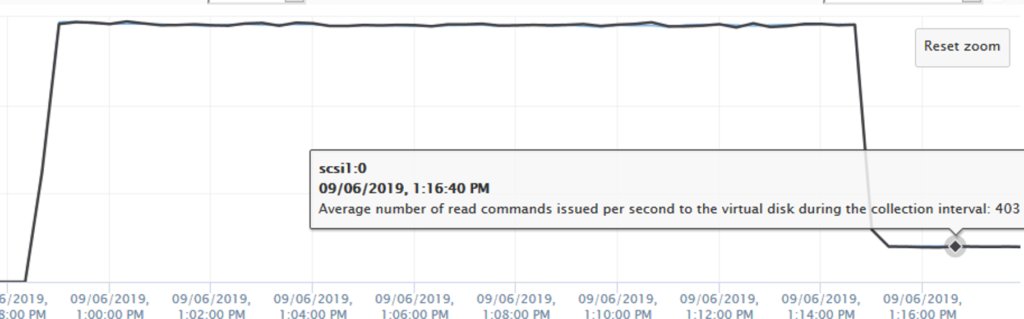 Reset zoom
scsi1:0
09/06/2019, 1:16:40 PM
Average number of read commands issued per second to the virtual disk during the collection interval: 403
6/2019, 09/06/2019, 09/06/2019, 09/06/2019, 09/06/2019, 09/06/2019, 09/06/2019, 09/06/2019, 09/06/2019, 09/06/2019,
8:00 PM 1:00:00 PM 1:02:00 PM 1:04:00 PM 1:06:00 PM 1:08:00 PM 1:10:00 PM 1:12:00 PM 1:14:00 PM 1:16:00 PM